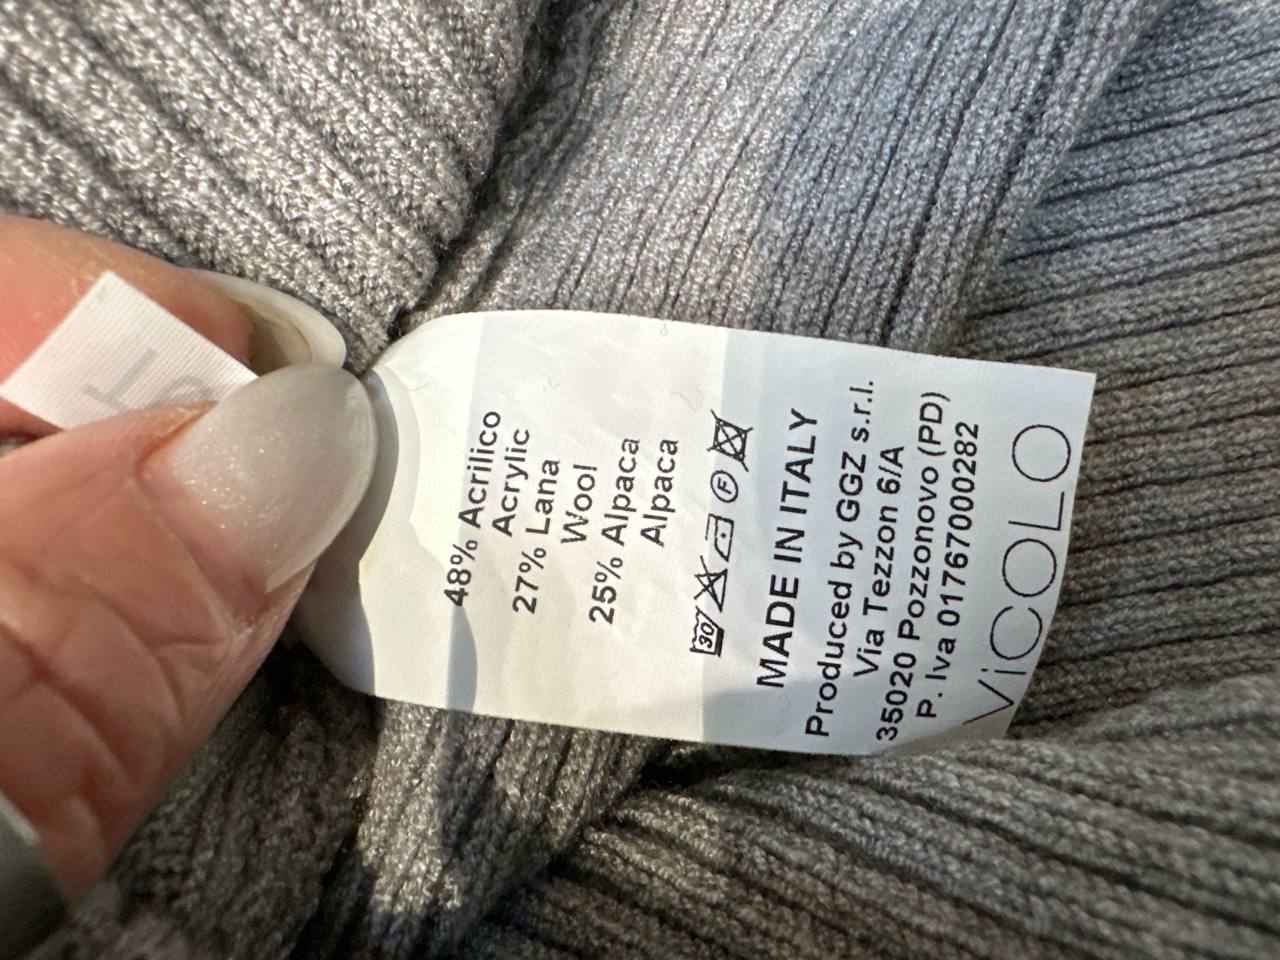 48% Acrilico
Acrylic
27% Lana
Wool
25% Alpaca
Alpaca
30
F
MADE IN ITALY
Produced by GGZ s.r.l.
Via Tezzon 6/A
35020 Pozzonovo (PD)
P. Iva 01767000282
ViCOLO